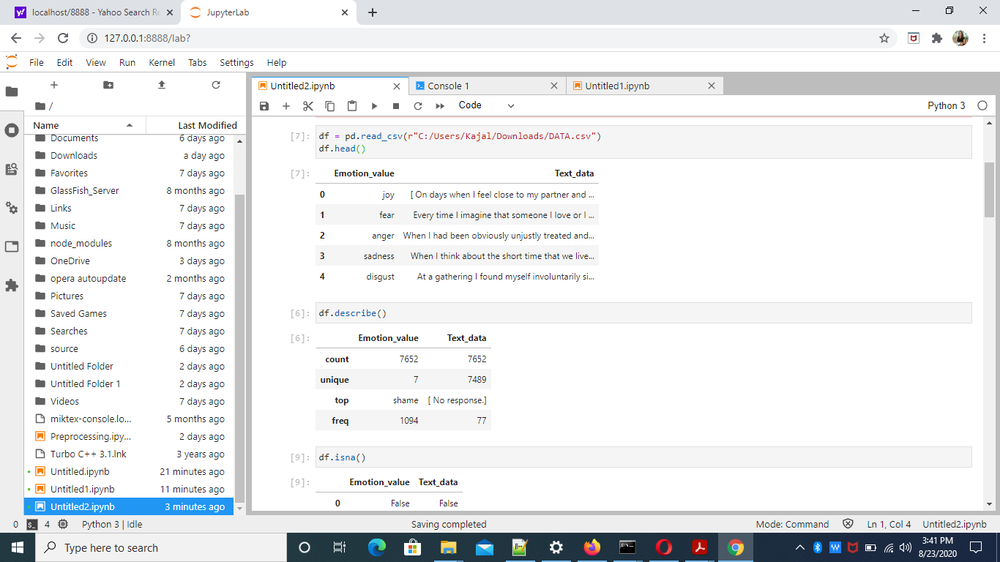 localhost/8888 - Yahoo Search Re
JupyterLab
127.0.0.1:8888/lab?
File Edit View Run Kernel Tabs Settings Help
Untitled2.ipynb
Console 1
Untitled1.ipynb
/
Code
Python 3
Name Last Modified
Documents 6 days ago
Downloads a day ago
Favorites 7 days ago
GlassFish_Server 8 months ago
Links 7 days ago
Music 7 days ago
node_modules 8 months ago
OneDrive 3 days ago
opera autoupdate 2 months ago
Pictures 7 days ago
Saved Games 7 days ago
Searches 7 days ago
source 6 days ago
Untitled Folder 2 days ago
Untitled Folder 1 2 days ago
Videos 7 days ago
miktex-console.lo... 5 months ago
Preprocessing.ipy... 2 days ago
Turbo C++ 3.1.lnk 3 years ago
Untitled.ipynb 21 minutes ago
Untitled1.ipynb 11 minutes ago
Untitled2.ipynb 3 minutes ago
[7]: df = pd.read_csv(r"C:/Users/Kajal/Downloads/DATA.csv")
df.head()
[7]: Emotion_value Text_data
0 joy [ On days when I feel close to my partner and ...
1 fear Every time I imagine that someone I love or I ...
2 anger When I had been obviously unjustly treated and...
3 sadness When I think about the short time that we live...
4 disgust At a gathering I found myself involuntarily si...
[6]: df.describe()
[6]: Emotion_value Text_data
count 7652 7652
unique 7 7489
top shame [ No response.]
freq 1094 77
[9]: df.isna()
[9]: Emotion_value Text_data
0 False False
0 4 Python 3 | Idle Saving completed Mode: Command Ln 1, Col 4 Untitled2.ipynb
Type here to search
3:41 PM
8/23/2020